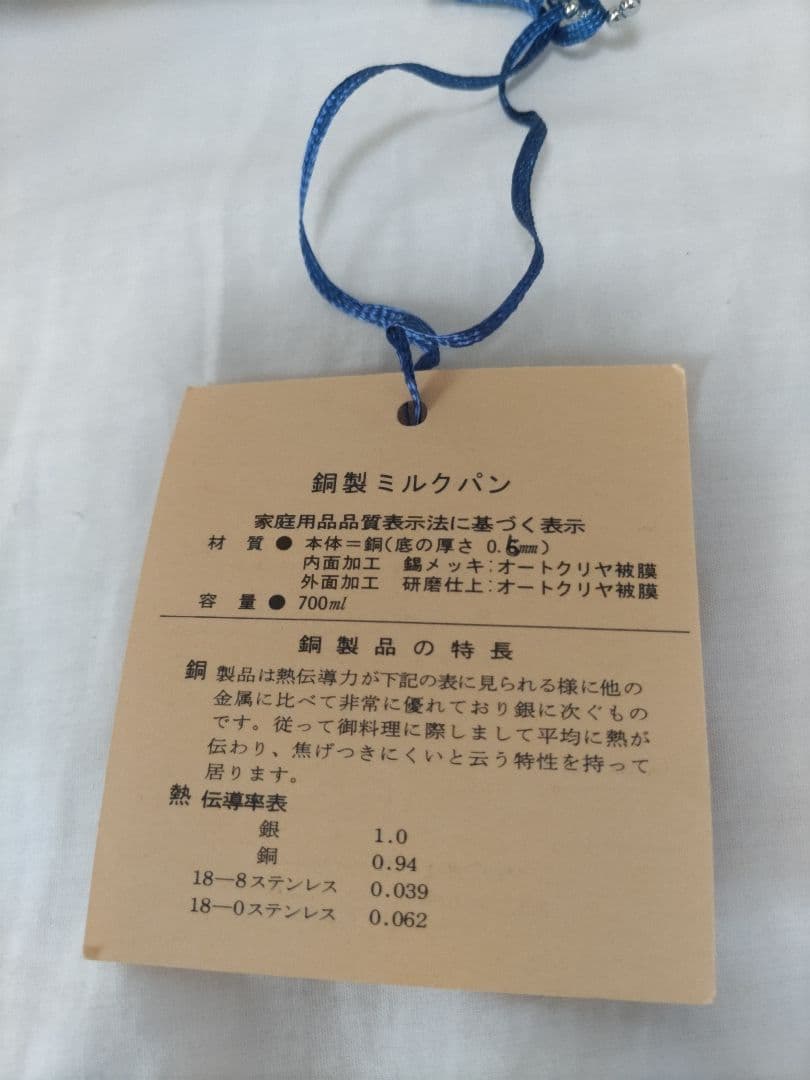 銅製ミルクパン
家庭用品品質表示法に基づく表示
材質 ● 本体＝銅(底の厚さ 0.6㎜)
内面加工 錫メッキ:オートクリヤ被膜
外面加工 研磨仕上:オートクリヤ被膜
容量 ● 700ml
銅製品の特長
銅製品は熱伝導力が下記の表に見られる様に他の
金属に比べて非常に優れており銀に次ぐもの
です。従って御料理に際しまして平均に熱が
伝わり、焦げつきにくいと云う特性を持って
居ります。
熱伝導率表
銀 1.0
銅 0.94
18―8ステンレス 0.039
18―0ステンレス 0.062